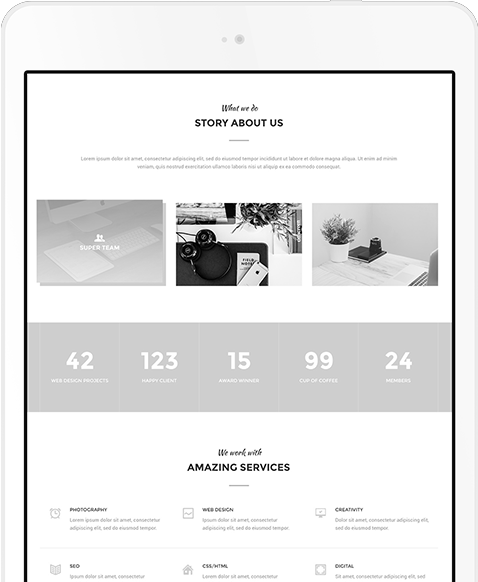 What we do
STORY ABOUT US
Lorem ipsum dolor sit amet, consectetur adipiscing elit, sed do eiusmod tempor incididunt ut labore et dolore magna aliqua. Ut enim ad minim
veniam, quis nostrud exercitation ullamco laboris nisi ut aliquip ex ea commodo consequat.
SUPER TEAM
FIELD
NOTES
42 123 15 99 24
WEB DESIGN PROJECTS HAPPY CLIENT AWARD WINNER CUP OF COFFEE MEMBERS
We work with
AMAZING SERVICES
PHOTOGRAPHY WEB DESIGN CREATIVITY
Lorem ipsum dolor sit amet, consectetur Lorem ipsum dolor sit amet, consectetur Lorem ipsum dolor sit amet, consectetur
adipiscing elit, sed do eiusmod tempor. adipiscing elit, sed do eiusmod tempor. adipiscing elit, sed do eiusmod tempor.
SEO CSS/HTML DIGITAL
Lorem ipsum dolor sit amet, consectetur Lorem ipsum dolor sit amet, consectetur Lorem ipsum dolor sit amet, consectetur